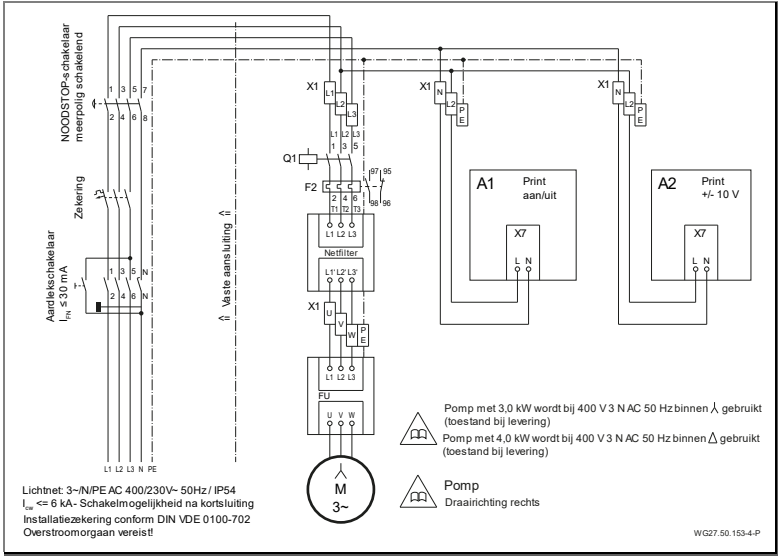 NOODSTOP-schakelaar
meerpolig schakelend
1 3 5 7
2 4 6 8
Zekering
Aardlekschakelaar
I_FN ≤ 30 mA
1 3 5 N
2 4 6 N
L1 L2 L3 N PE
<= Vaste aansluiting =>
X1
L1
L2
L3
L1 L2 L3
1 3 5
Q1
F2
97 95
98 96
2 4 6
T1 T2 T3
L1 L2 L3
Netfilter
L1' L2' L3'
X1
U
V
W
PE
L1 L2 L3
FU
U V W
M
3~
X1
N
L2
PE
A1
Print
aan/uit
X7
L N
X1
N
L2
PE
A2
Print
+/- 10 V
X7
L N
Pomp met 3,0 kW wordt bij 400 V 3 N AC 50 Hz binnen 人 gebruikt
(toestand bij levering)
Pomp met 4,0 kW wordt bij 400 V 3 N AC 50 Hz binnen △ gebruikt
(toestand bij levering)
Pomp
Draairichting rechts
Lichtnet: 3~/N/PE AC 400/230V~ 50Hz / IP54
I_cw <= 6 kA- Schakelmogelijkheid na kortsluiting
Installatiezekering conform DIN VDE 0100-702
Overstroomorgaan vereist!
WG27.50.153-4-P